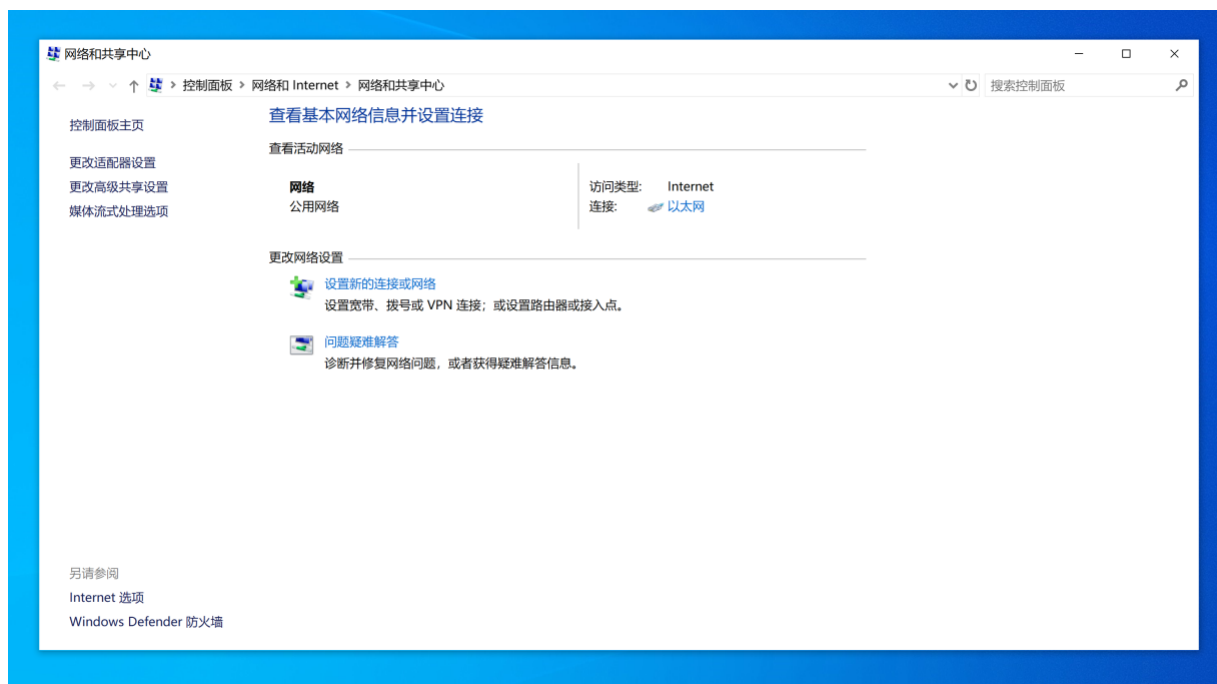 网络和共享中心
控制面板 > 网络和 Internet > 网络和共享中心
搜索控制面板
控制面板主页
更改适配器设置
更改高级共享设置
媒体流式处理选项
查看基本网络信息并设置连接
查看活动网络
网络
公用网络
访问类型: Internet
连接: 以太网
更改网络设置
设置新的连接或网络
设置宽带、拨号或 VPN 连接；或设置路由器或接入点。
问题疑难解答
诊断并修复网络问题，或者获得疑难解答信息。
另请参阅
Internet 选项
Windows Defender 防火墙